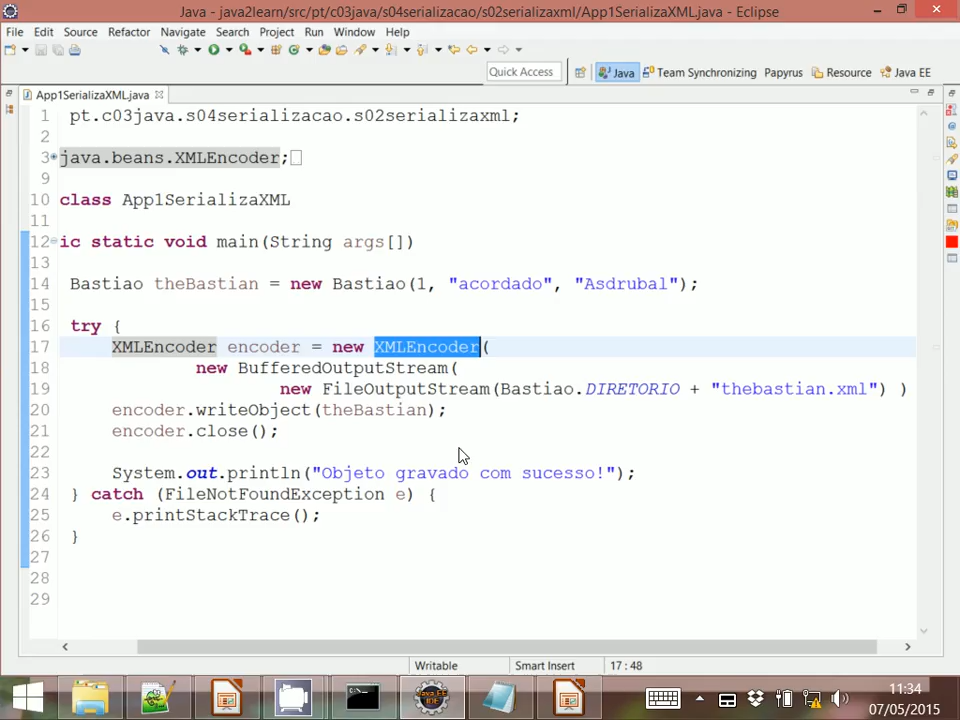 Java - java2learn/src/pt/c03java/s04serializacao/s02serializaxml/App1SerializaXML.java - Eclipse
File Edit Source Refactor Navigate Search Project Run Window Help
Quick Access Java Team Synchronizing Papyrus Resource Java EE
App1SerializaXML.java
1 pt.c03java.s04serializacao.s02serializaxml;
2
3 java.beans.XMLEncoder;
9
10 class App1SerializaXML
11
12 ic static void main(String args[])
13
14 Bastiao theBastian = new Bastiao(1, "acordado", "Asdrubal");
15
16 try {
17 XMLEncoder encoder = new XMLEncoder(
18 new BufferedOutputStream(
19 new FileOutputStream(Bastiao.DIRETORIO + "thebastian.xml") )
20 encoder.writeObject(theBastian);
21 encoder.close();
22
23 System.out.println("Objeto gravado com sucesso!");
24 } catch (FileNotFoundException e) {
25 e.printStackTrace();
26 }
27
28
29
Writable Smart Insert 17 : 48
Java EE
IDE
11:34
07/05/2015